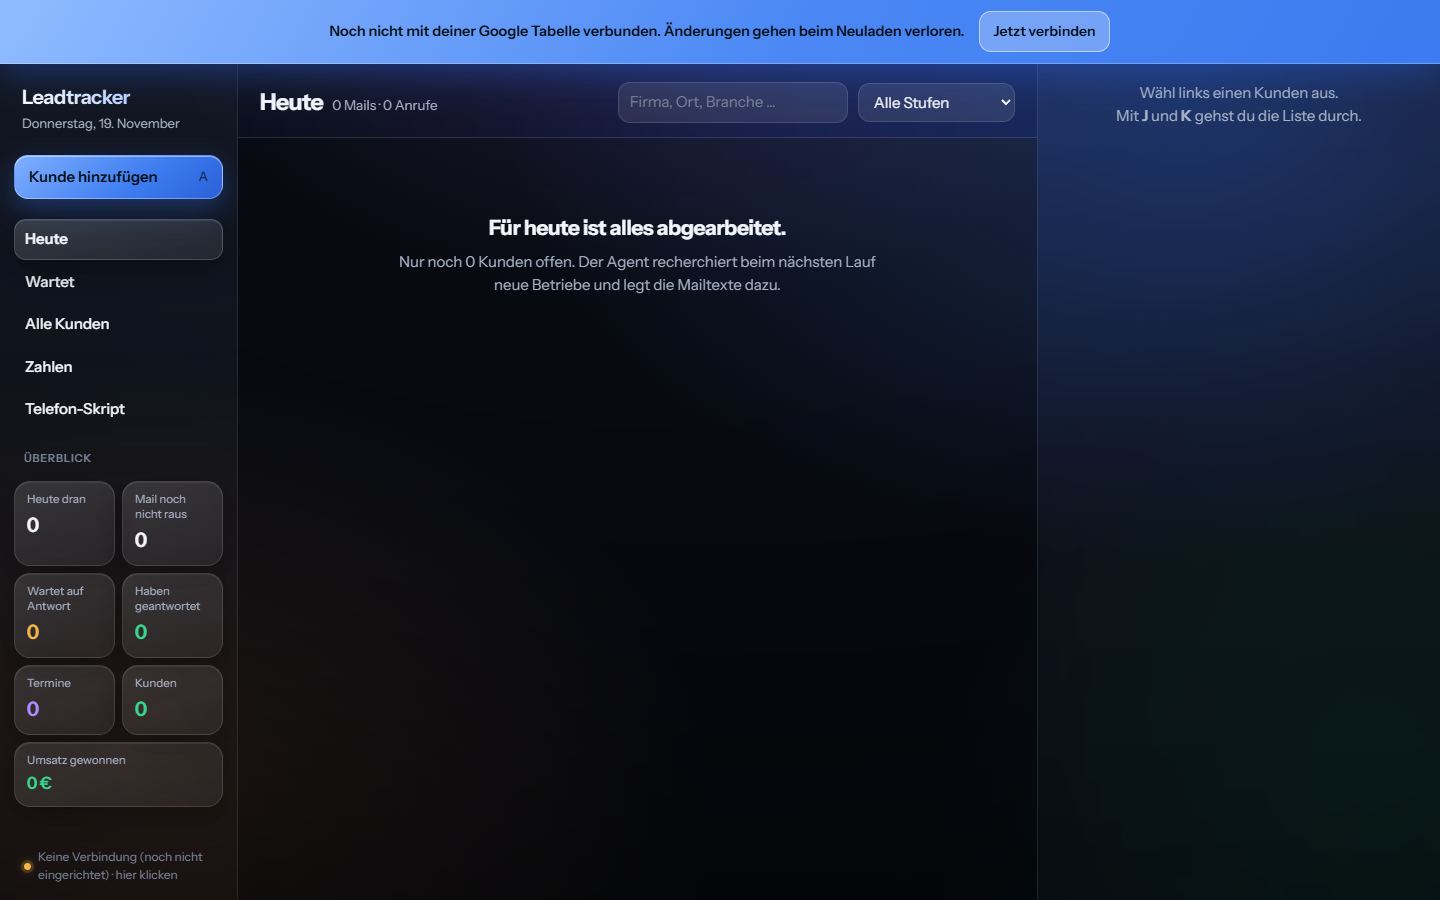 Noch nicht mit deiner Google Tabelle verbunden. Änderungen gehen beim Neuladen verloren.
Jetzt verbinden
Leadtracker
Donnerstag, 19. November
Kunde hinzufügen A
Heute
Wartet
Alle Kunden
Zahlen
Telefon-Skript
ÜBERBLICK
Heute dran
0
Mail noch
nicht raus
0
Wartet auf
Antwort
0
Haben
geantwortet
0
Termine
0
Kunden
0
Umsatz gewonnen
0 €
Keine Verbindung (noch nicht
eingerichtet) · hier klicken
Heute 0 Mails · 0 Anrufe
Firma, Ort, Branche ...
Alle Stufen
Für heute ist alles abgearbeitet.
Nur noch 0 Kunden offen. Der Agent recherchiert beim nächsten Lauf
neue Betriebe und legt die Mailtexte dazu.
Wähl links einen Kunden aus.
Mit J und K gehst du die Liste durch.